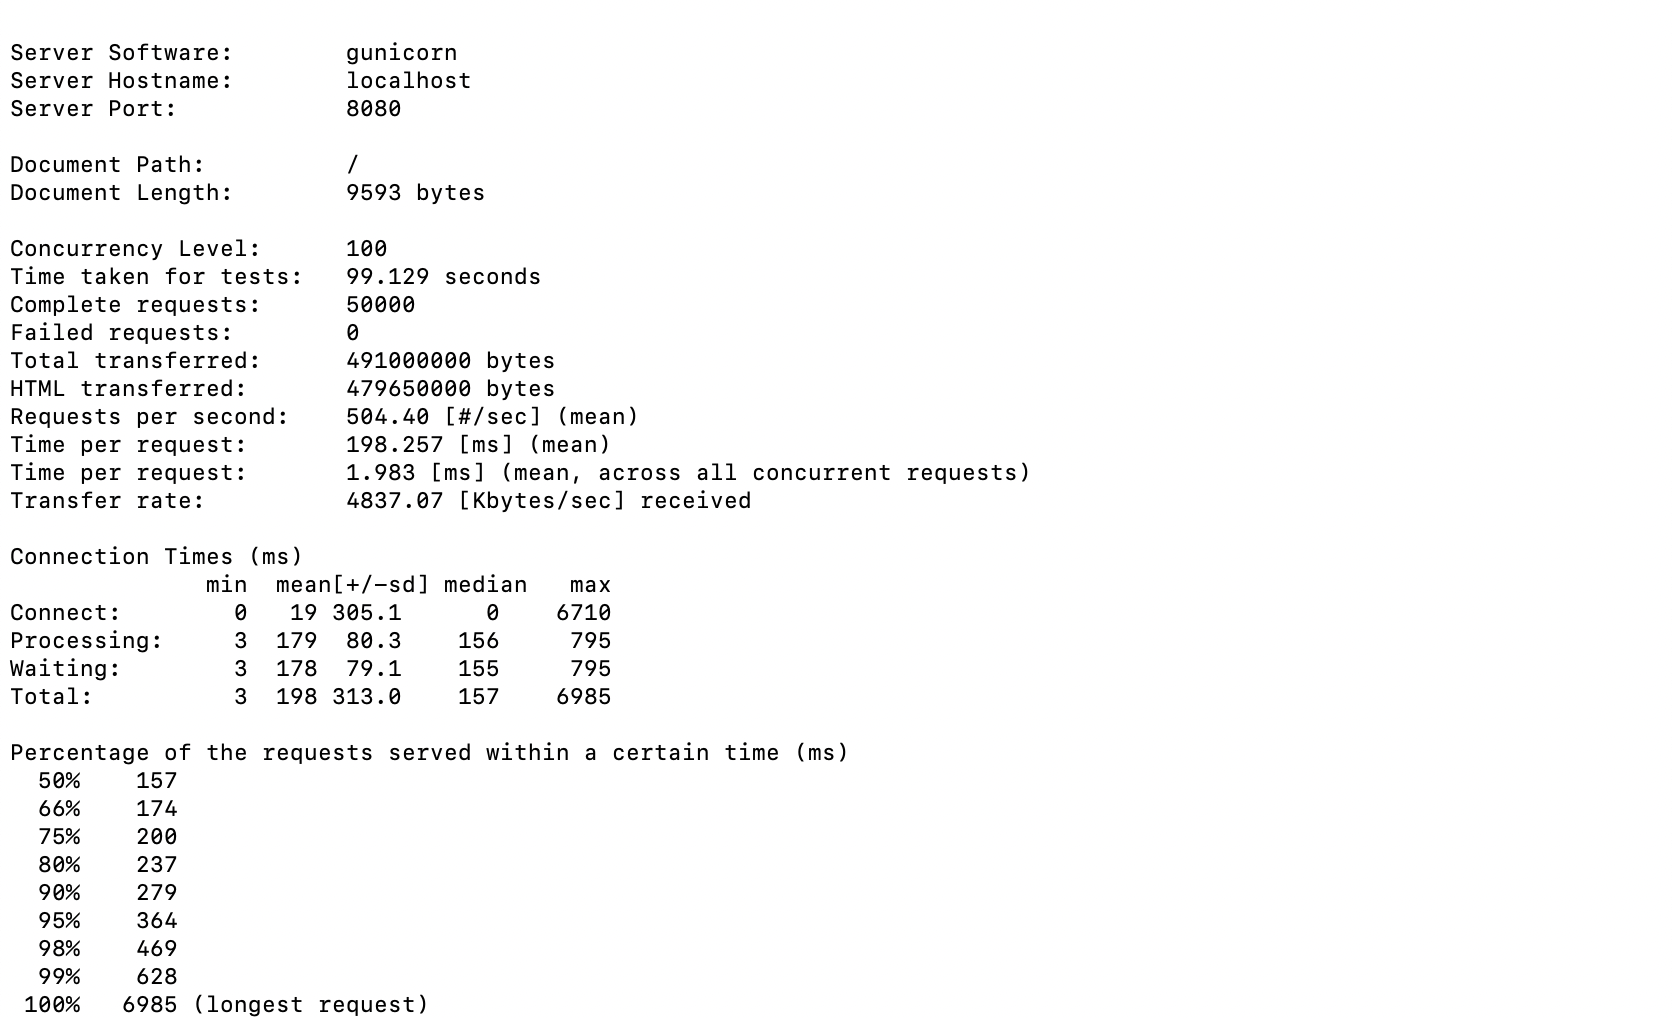 Server Software:        gunicorn
Server Hostname:        localhost
Server Port:            8080

Document Path:          /
Document Length:        9593 bytes

Concurrency Level:      100
Time taken for tests:   99.129 seconds
Complete requests:      50000
Failed requests:        0
Total transferred:      491000000 bytes
HTML transferred:       479650000 bytes
Requests per second:    504.40 [#/sec] (mean)
Time per request:       198.257 [ms] (mean)
Time per request:       1.983 [ms] (mean, across all concurrent requests)
Transfer rate:          4837.07 [Kbytes/sec] received

Connection Times (ms)
              min  mean[+/-sd] median   max
Connect:        0   19 305.1      0    6710
Processing:     3  179  80.3    156     795
Waiting:        3  178  79.1    155     795
Total:          3  198 313.0    157    6985

Percentage of the requests served within a certain time (ms)
  50%    157
  66%    174
  75%    200
  80%    237
  90%    279
  95%    364
  98%    469
  99%    628
 100%   6985 (longest request)